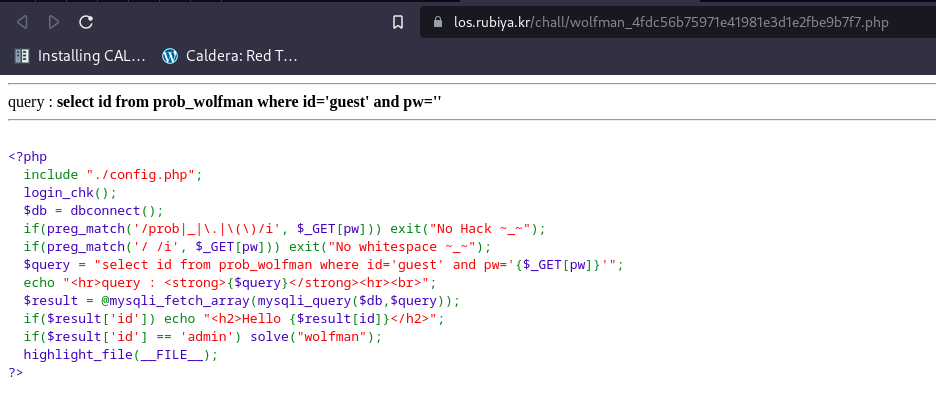 los.rubiya.kr/chall/wolfman_4fdc56b75971e41981e3d1e2fbe9b7f7.php
Installing CAL... Caldera: Red T...
query : select id from prob_wolfman where id='guest' and pw=''
<?php
  include "./config.php";
  login_chk();
  $db = dbconnect();
  if(preg_match('/prob|_|\.|\(\)/i', $_GET[pw])) exit("No Hack ~_~");
  if(preg_match('/ /i', $_GET[pw])) exit("No whitespace ~_~");
  $query = "select id from prob_wolfman where id='guest' and pw='{$_GET[pw]}'";
  echo "<hr>query : <strong>{$query}</strong><hr><br>";
  $result = @mysqli_fetch_array(mysqli_query($db,$query));
  if($result['id']) echo "<h2>Hello {$result[id]}</h2>";
  if($result['id'] == 'admin') solve("wolfman");
  highlight_file(__FILE__);
?>